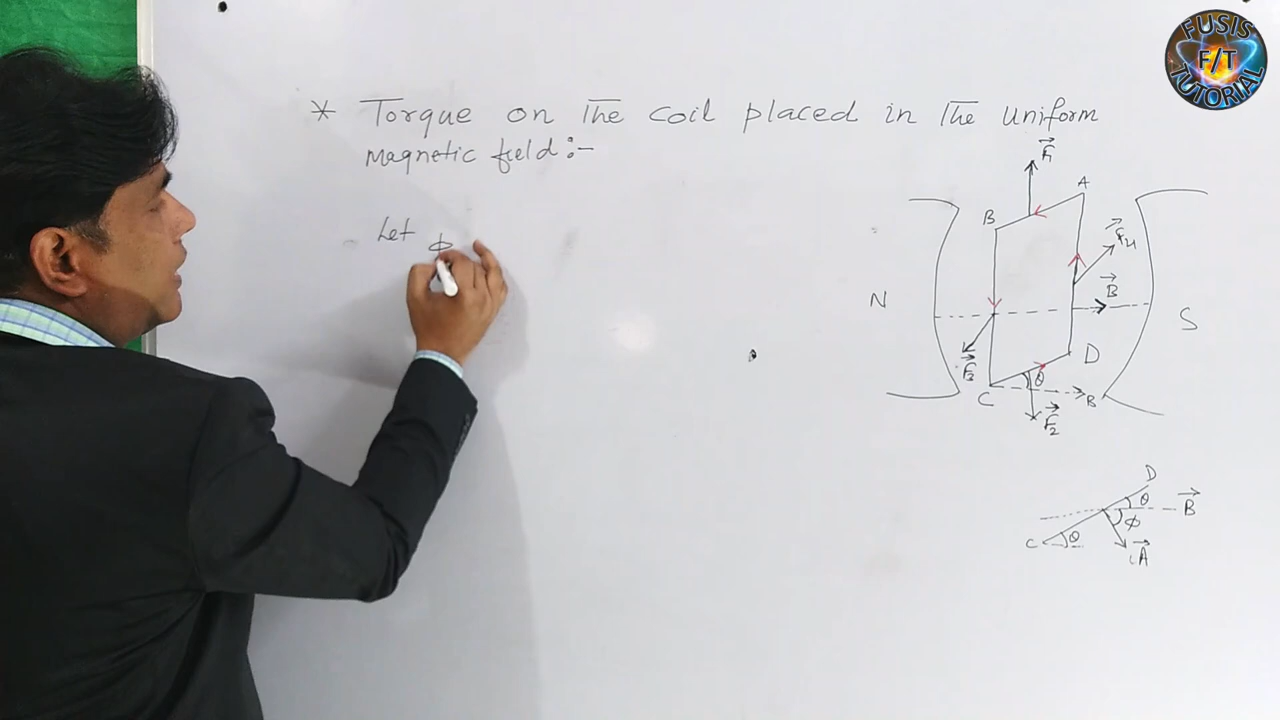 FUSIS
F/T
TUTORIAL
* Torque on The coil placed in The uniform
Magnetic field :-
Let ϕ
F₁
A
B
F₄
B
N
S
F₃
D
θ
C
B
F₂
D
θ
B
ϕ
C
θ
A